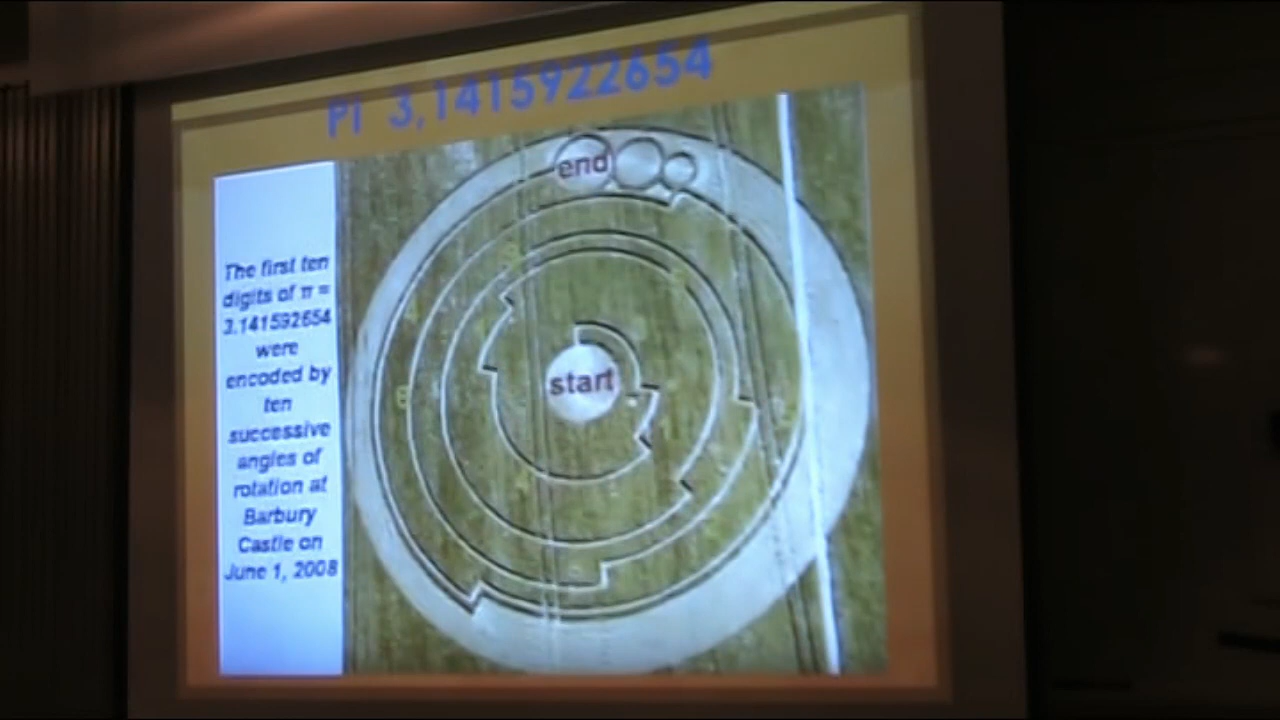 PI 3,1415922654
end
start
The first ten
digits of π =
3.141592654
were
encoded by
ten
successive
angles of
rotation at
Barbury
Castle on
June 1, 2008